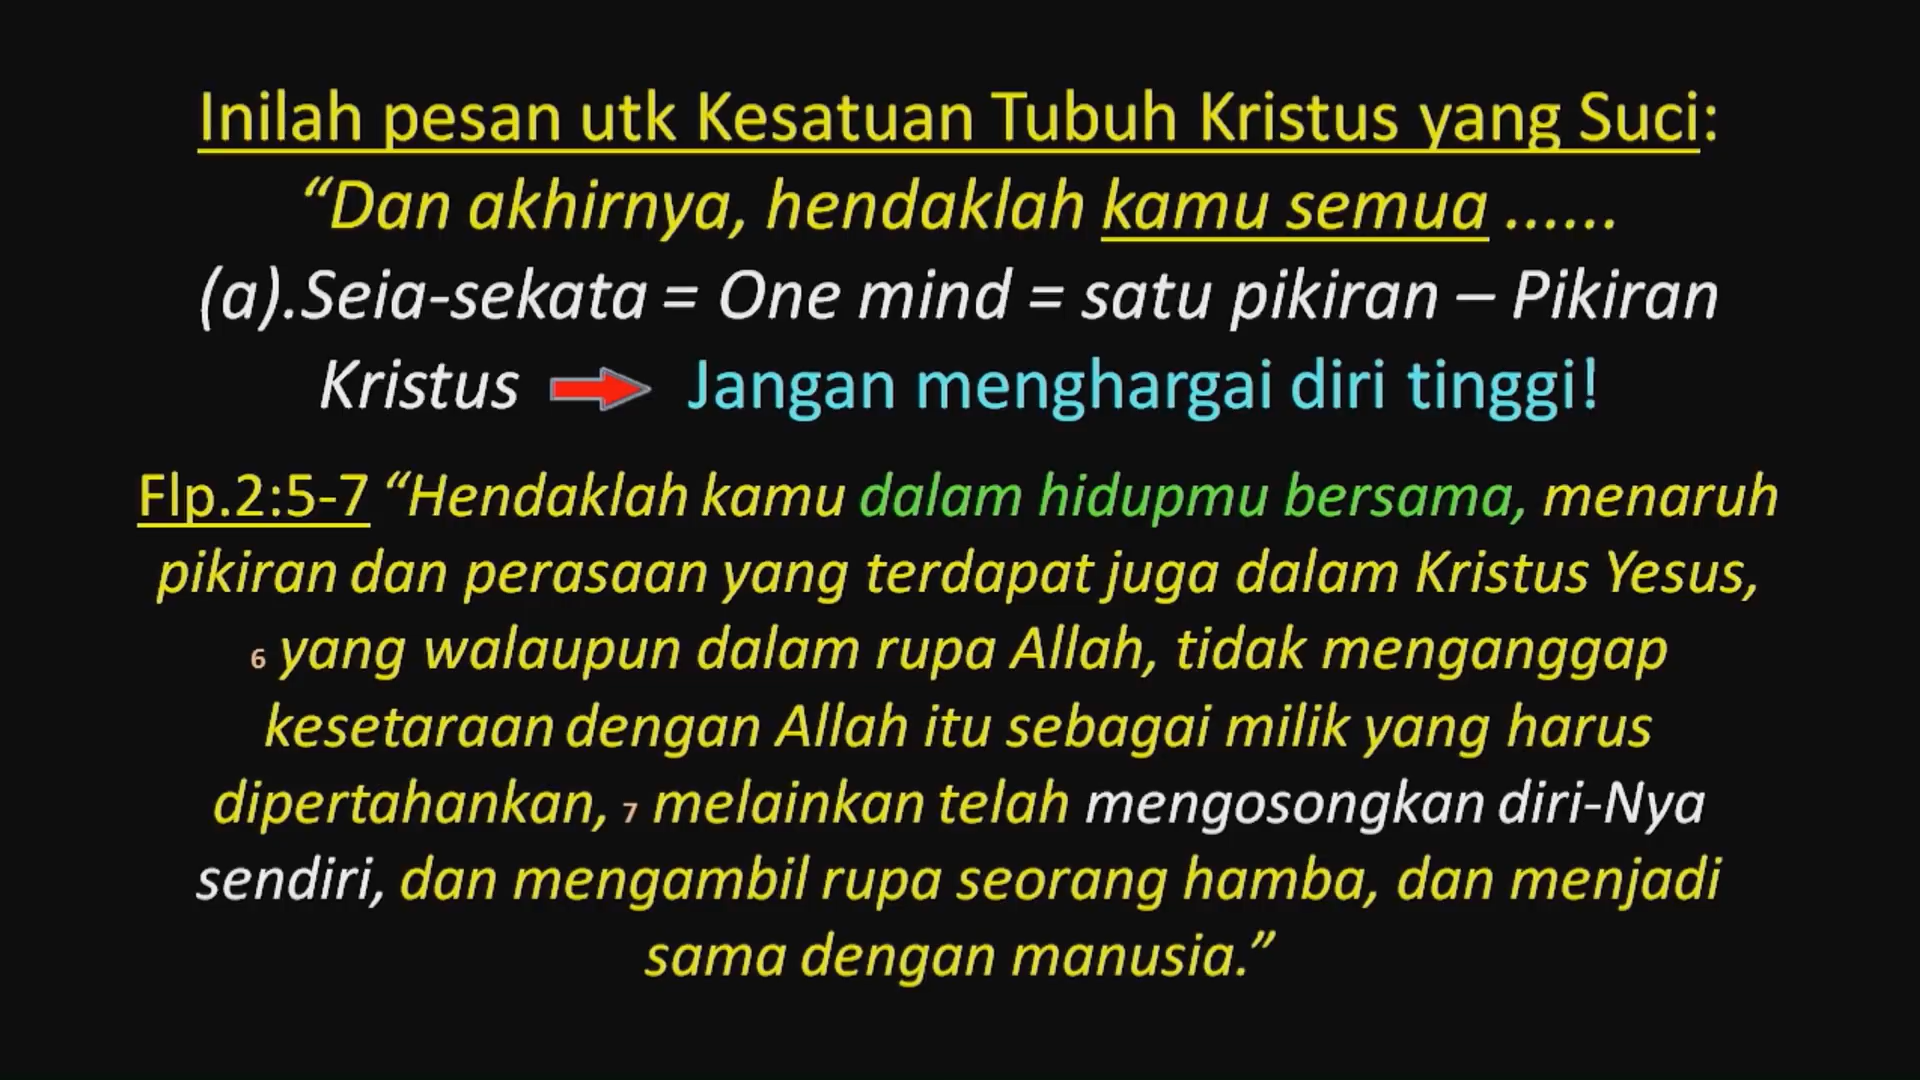 Inilah pesan utk Kesatuan Tubuh Kristus yang Suci:
“Dan akhirnya, hendaklah kamu semua ......
(a).Seia-sekata = One mind = satu pikiran – Pikiran
Kristus Jangan menghargai diri tinggi!
Flp.2:5-7 “Hendaklah kamu dalam hidupmu bersama, menaruh
pikiran dan perasaan yang terdapat juga dalam Kristus Yesus,
6 yang walaupun dalam rupa Allah, tidak menganggap
kesetaraan dengan Allah itu sebagai milik yang harus
dipertahankan, 7 melainkan telah mengosongkan diri-Nya
sendiri, dan mengambil rupa seorang hamba, dan menjadi
sama dengan manusia.”